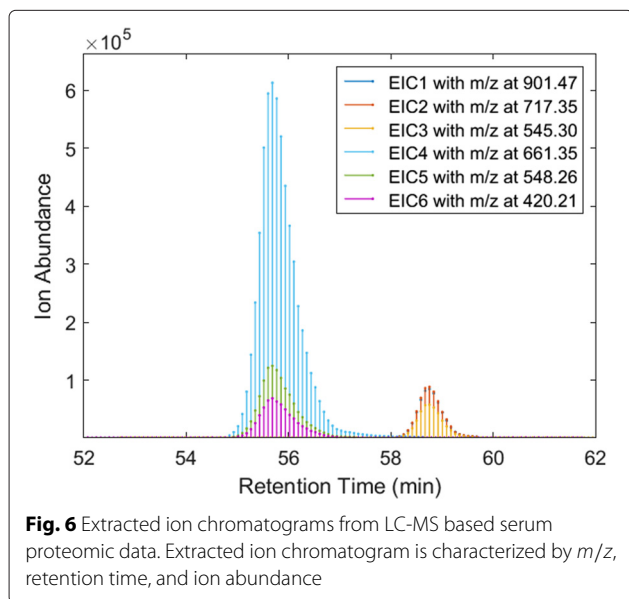 ×10⁵
6
5
4
3
2
1
Ion Abundance
EIC1 with m/z at 901.47
EIC2 with m/z at 717.35
EIC3 with m/z at 545.30
EIC4 with m/z at 661.35
EIC5 with m/z at 548.26
EIC6 with m/z at 420.21
52 54 56 58 60 62
Retention Time (min)
Fig. 6 Extracted ion chromatograms from LC-MS based serum
proteomic data. Extracted ion chromatogram is characterized by m/z,
retention time, and ion abundance